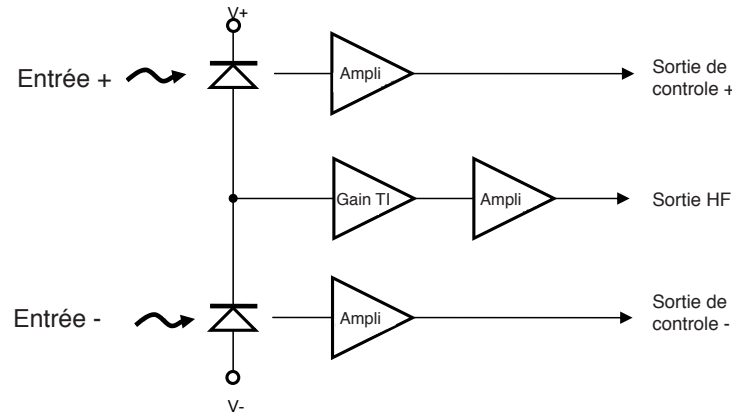 V+
Entrée +
Ampli
Sortie de
controle +
Gain TI
Ampli
Sortie HF
Entrée -
Ampli
Sortie de
controle -
V-